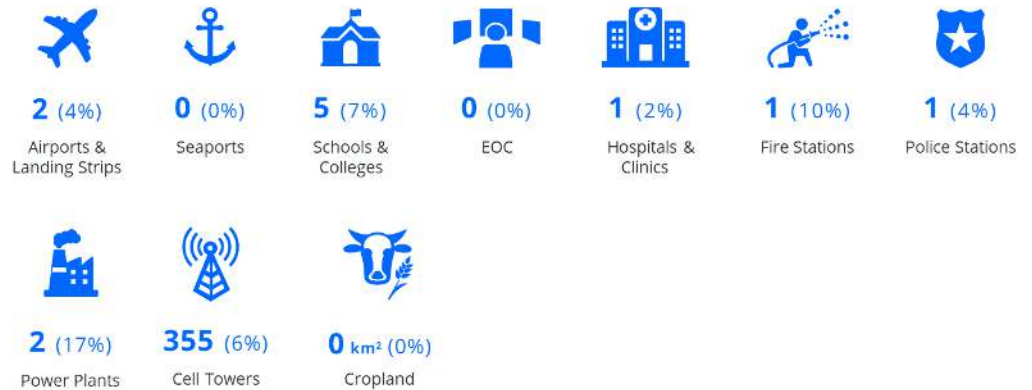 2 (4%)
0 (0%)
5 (7%)
0 (0%)
1 (2%)
1 (10%)
1 (4%)
Airports &
Landing Strips
Seaports
Schools &
Colleges
EOC
Hospitals &
Clinics
Fire Stations
Police Stations
2 (17%)
355 (6%)
0 km² (0%)
Power Plants
Cell Towers
Cropland